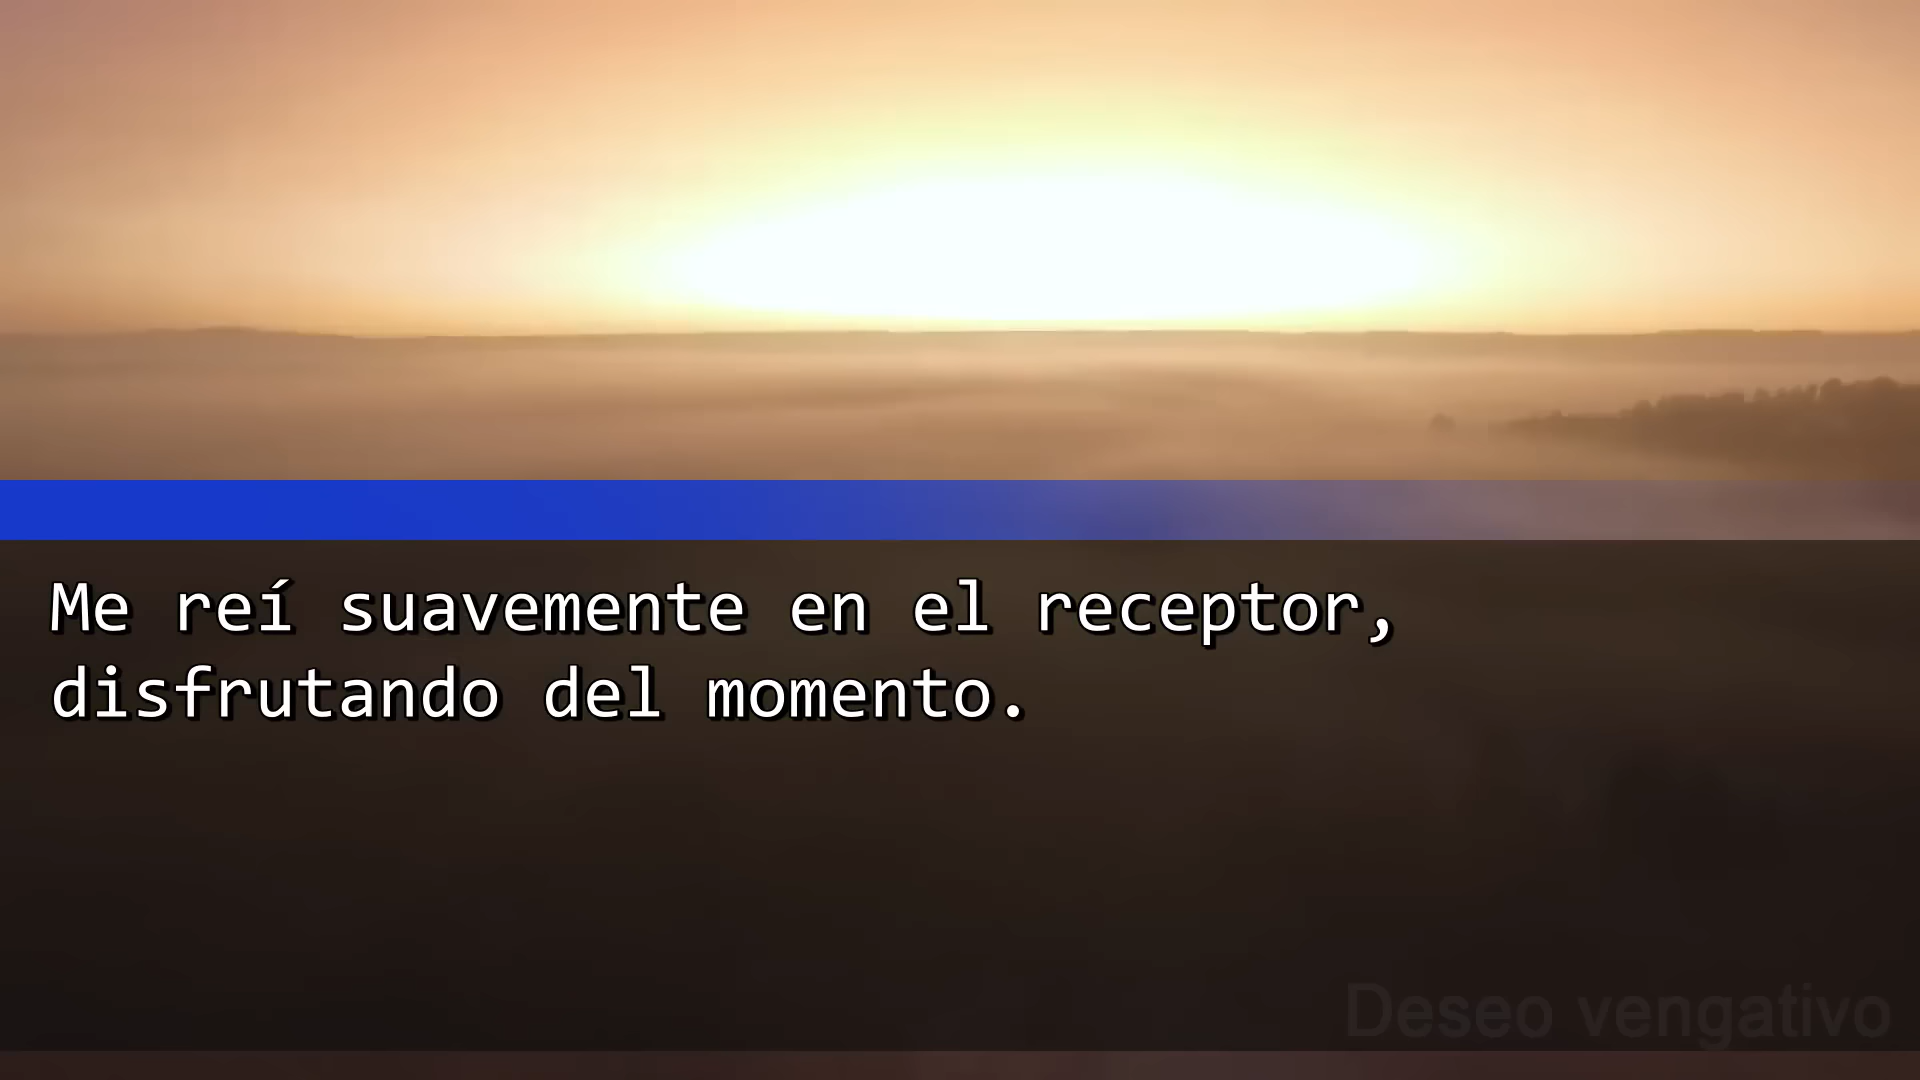 Me reí suavemente en el receptor,
disfrutando del momento.
Deseo vengativo